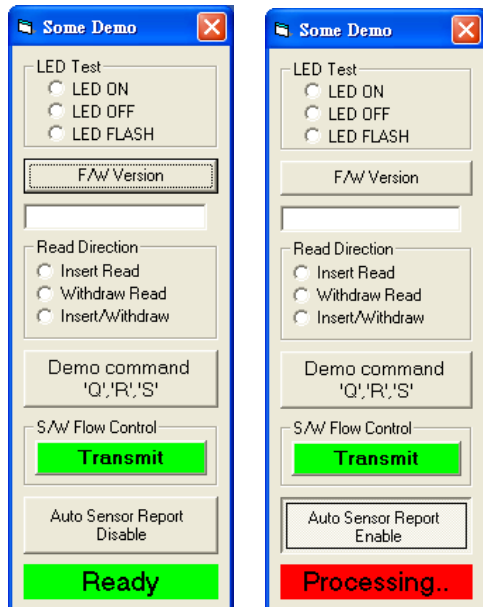 Some Demo
LED Test
LED ON
LED OFF
LED FLASH
F/W Version
Read Direction
Insert Read
Withdraw Read
Insert/Withdraw
Demo command
'Q','R','S'
S/W Flow Control
Transmit
Auto Sensor Report
Disable
Ready
Some Demo
LED Test
LED ON
LED OFF
LED FLASH
F/W Version
Read Direction
Insert Read
Withdraw Read
Insert/Withdraw
Demo command
'Q','R','S'
S/W Flow Control
Transmit
Auto Sensor Report
Enable
Processing..